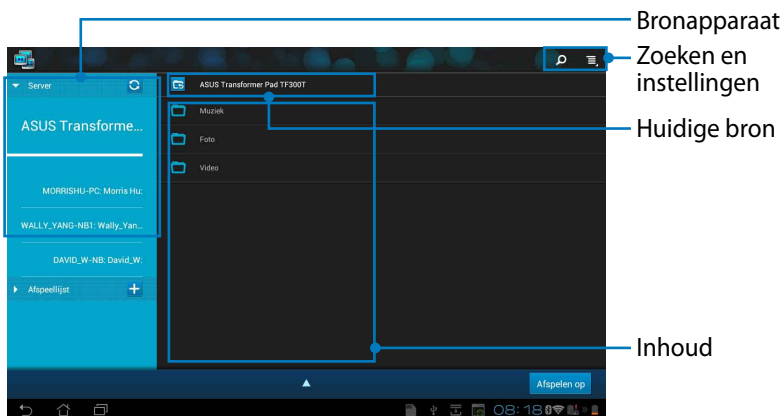 Bronapparaat
Zoeken en
instellingen
Huidige bron
Inhoud
Server
ASUS Transforme...
MORRISHU-PC: Morris Hu:
WALLY_YANG-NB1: Wally_Yan...
DAVID_W-NB: David_W:
Afspeellijst
ASUS Transformer Pad TF300T
Muziek
Foto
Video
Afspelen op
08:18